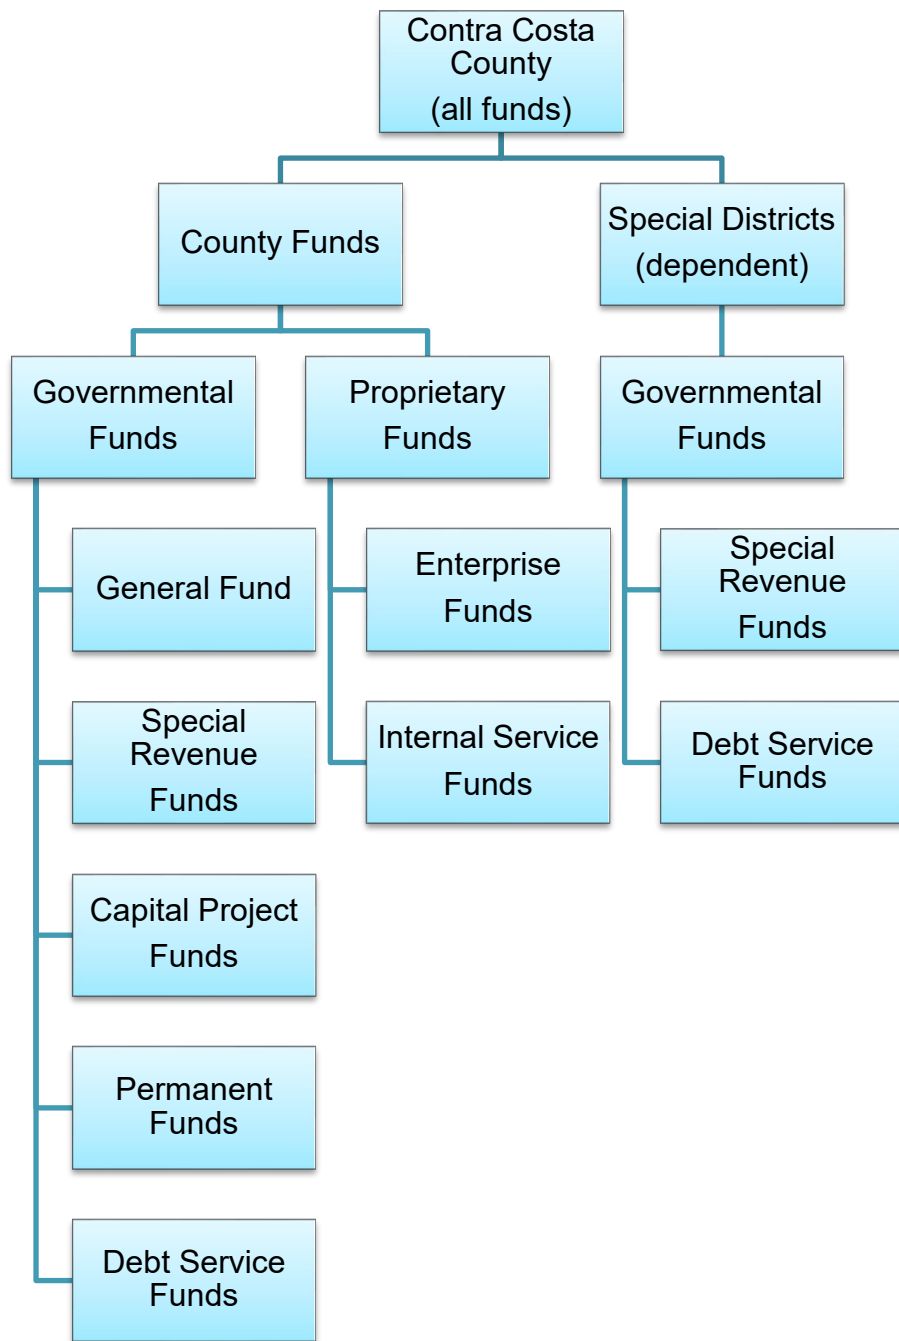 Contra Costa
County
(all funds)
County Funds
Special Districts
(dependent)
Governmental
Funds
Proprietary
Funds
Governmental
Funds
General Fund
Enterprise
Funds
Special
Revenue
Funds
Special
Revenue
Funds
Internal Service
Funds
Debt Service
Funds
Capital Project
Funds
Permanent
Funds
Debt Service
Funds